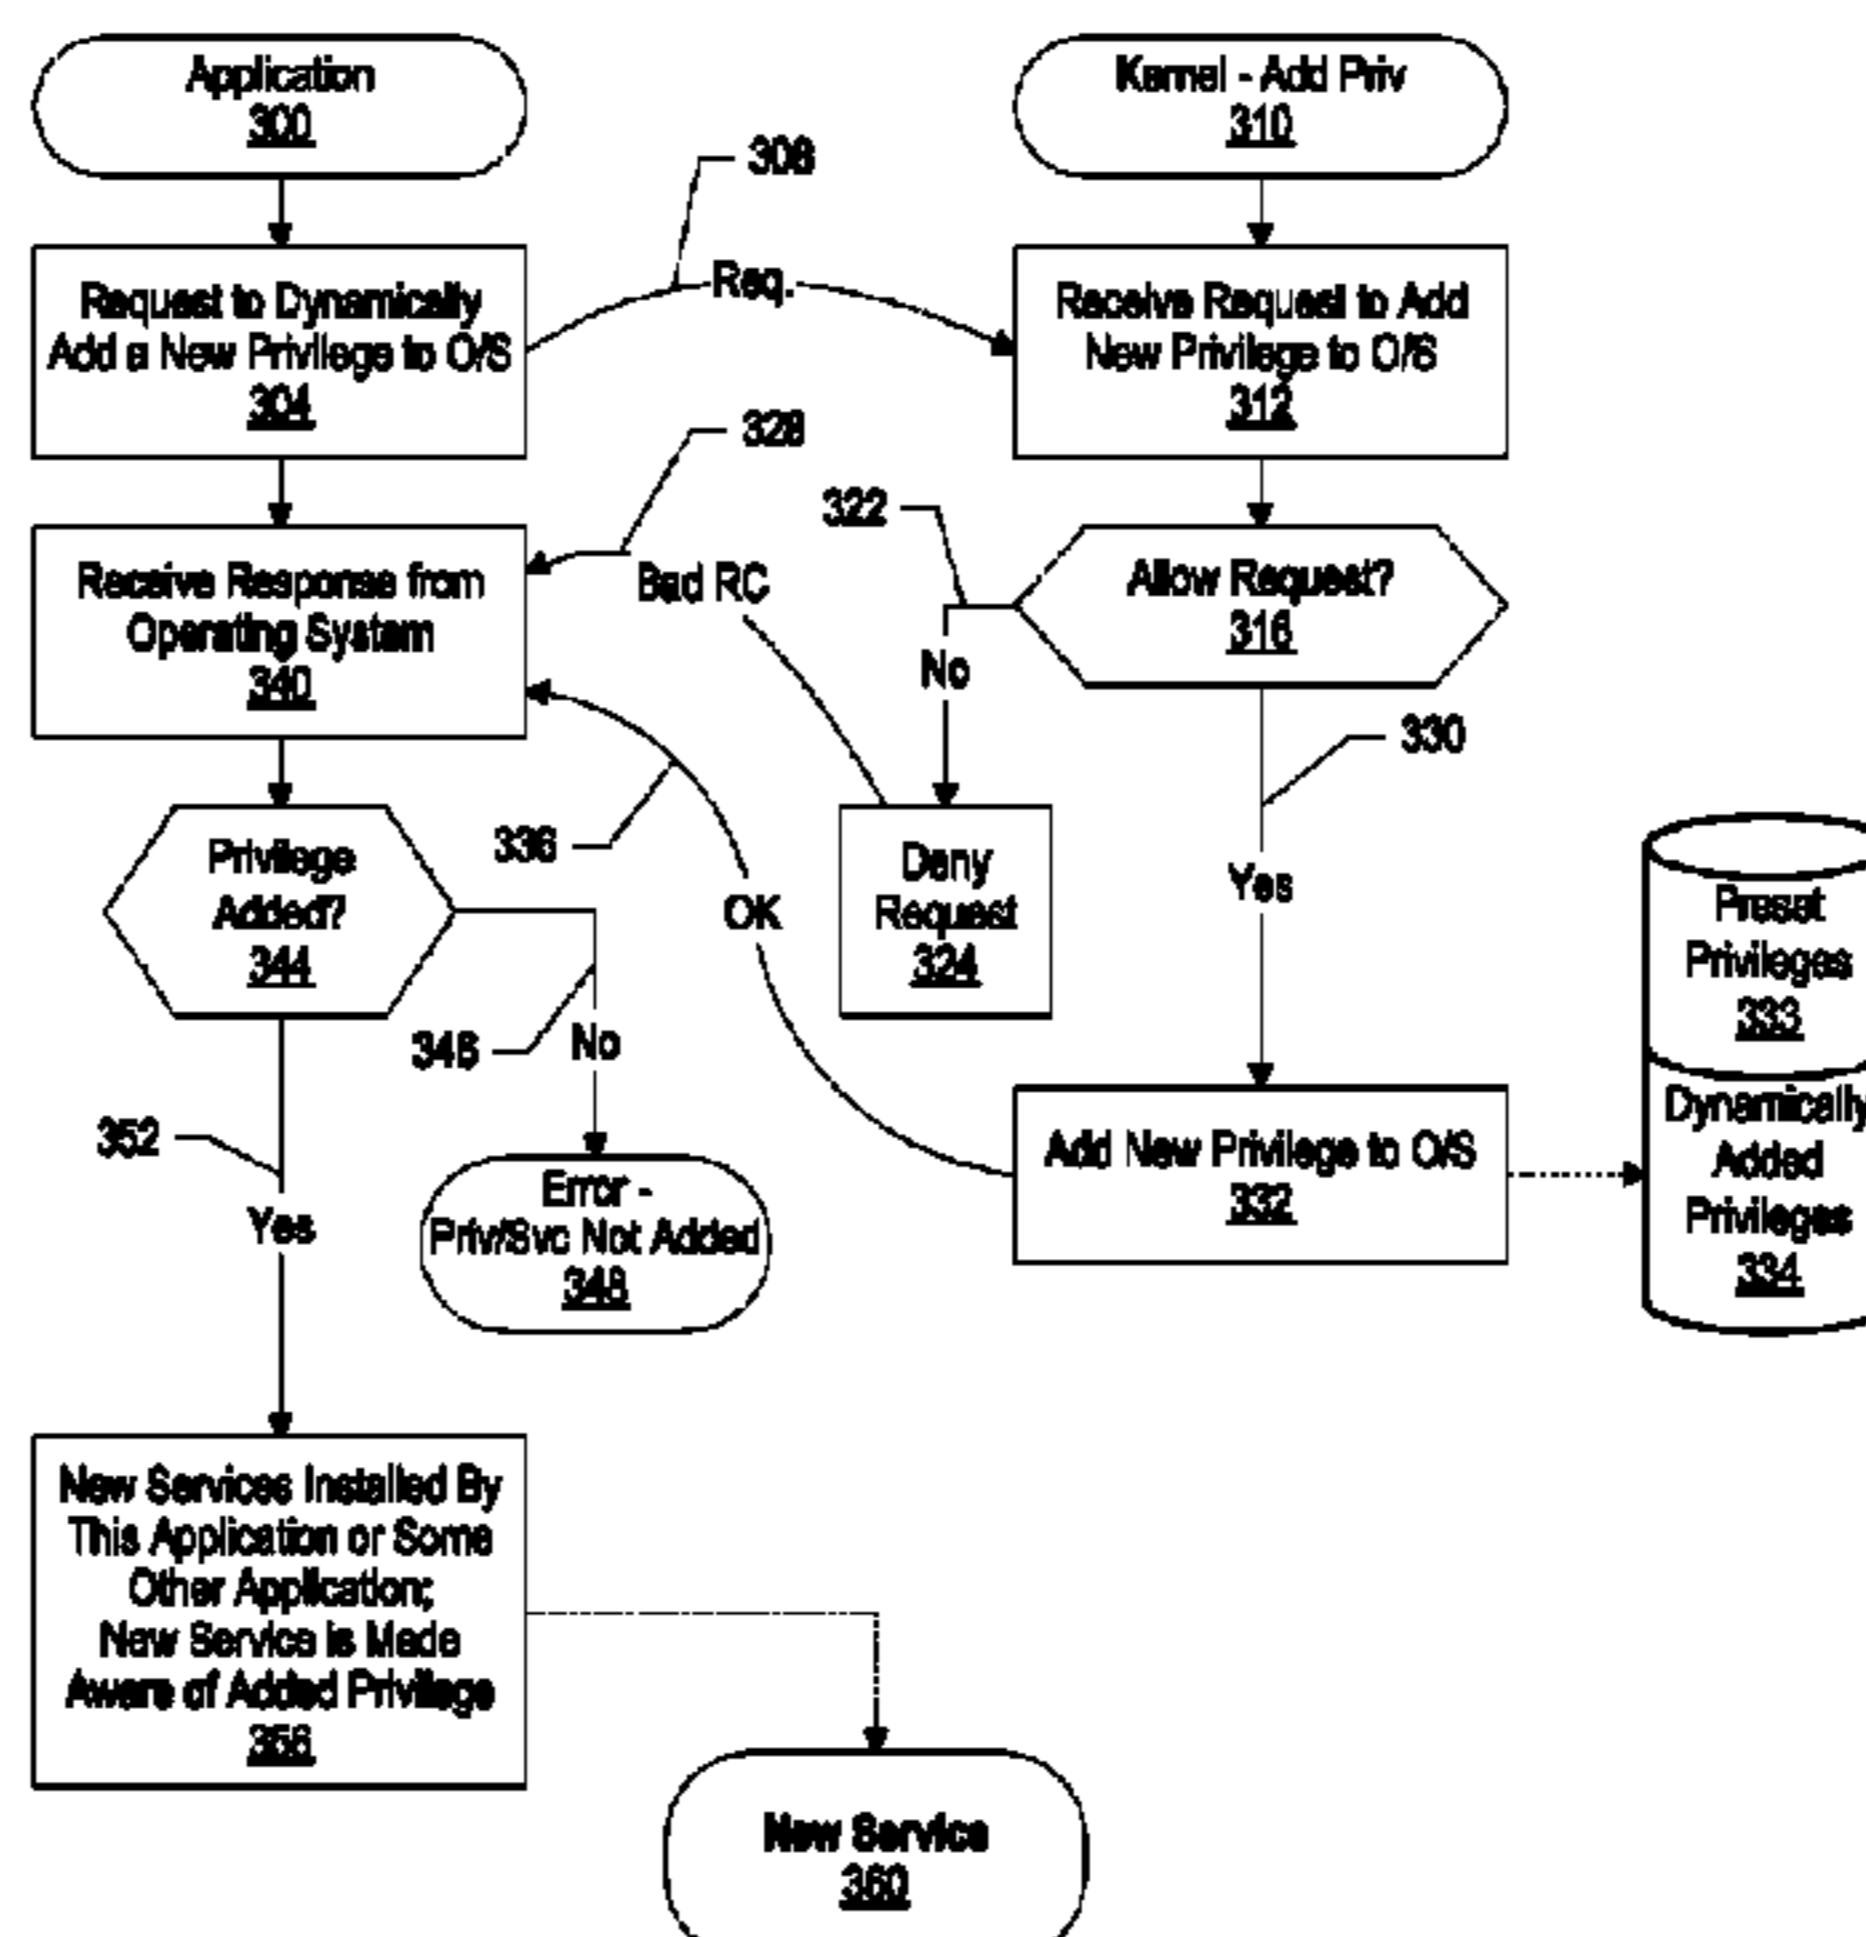 Application
300
Kernel - Add Priv
310
308
Request to Dynamically
Add a New Privilege to O/S
304
Req.
Receive Request to Add
New Privilege to O/S
312
328
322
Receive Response from
Operating System
340
Bad RC
Allow Request?
316
No
330
Privilege
Added?
344
336
OK
Deny
Request
324
Yes
Preset
Privileges
333
346
No
352
Dynamically
Added
Privileges
334
Error -
Priv/Svc Not Added
348
Add New Privilege to O/S
332
Yes
New Services Installed By
This Application or Some
Other Application;
New Service is Made
Aware of Added Privilege
356
New Service
360